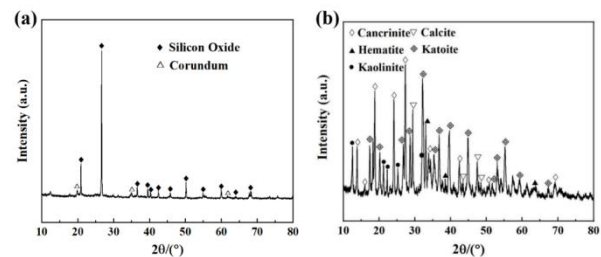 (a)
Silicon Oxide
Corundum
Intensity (a.u.)
10 20 30 40 50 60 70 80
2θ/(°)
(b)
Cancrinite Calcite
Hematite Katoite
Kaolinite
Intensity (a.u.)
10 20 30 40 50 60 70 80
2θ/(°)